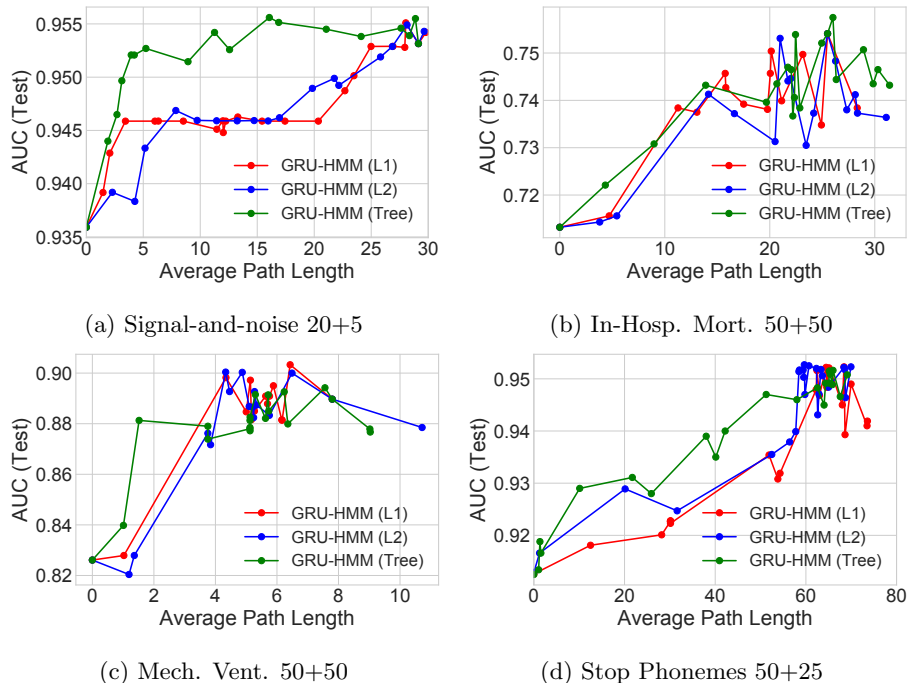 0.955
0.950
0.945
0.940
0.935
AUC (Test)
GRU-HMM (L1)
GRU-HMM (L2)
GRU-HMM (Tree)
0 5 10 15 20 25 30
Average Path Length
(a) Signal-and-noise 20+5
0.75
0.74
0.73
0.72
AUC (Test)
GRU-HMM (L1)
GRU-HMM (L2)
GRU-HMM (Tree)
0 10 20 30
Average Path Length
(b) In-Hosp. Mort. 50+50
0.90
0.88
0.86
0.84
0.82
AUC (Test)
GRU-HMM (L1)
GRU-HMM (L2)
GRU-HMM (Tree)
0 2 4 6 8 10
Average Path Length
(c) Mech. Vent. 50+50
0.95
0.94
0.93
0.92
AUC (Test)
GRU-HMM (L1)
GRU-HMM (L2)
GRU-HMM (Tree)
0 20 40 60 80
Average Path Length
(d) Stop Phonemes 50+25